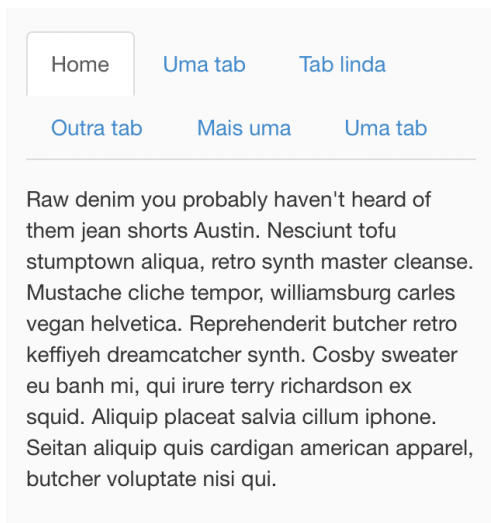 Home Uma tab Tab linda
Outra tab Mais uma Uma tab
Raw denim you probably haven't heard of
them jean shorts Austin. Nesciunt tofu
stumptown aliqua, retro synth master cleanse.
Mustache cliche tempor, williamsburg carles
vegan helvetica. Reprehenderit butcher retro
keffiyeh dreamcatcher synth. Cosby sweater
eu banh mi, qui irure terry richardson ex
squid. Aliquip placeat salvia cillum iphone.
Seitan aliquip quis cardigan american apparel,
butcher voluptate nisi qui.